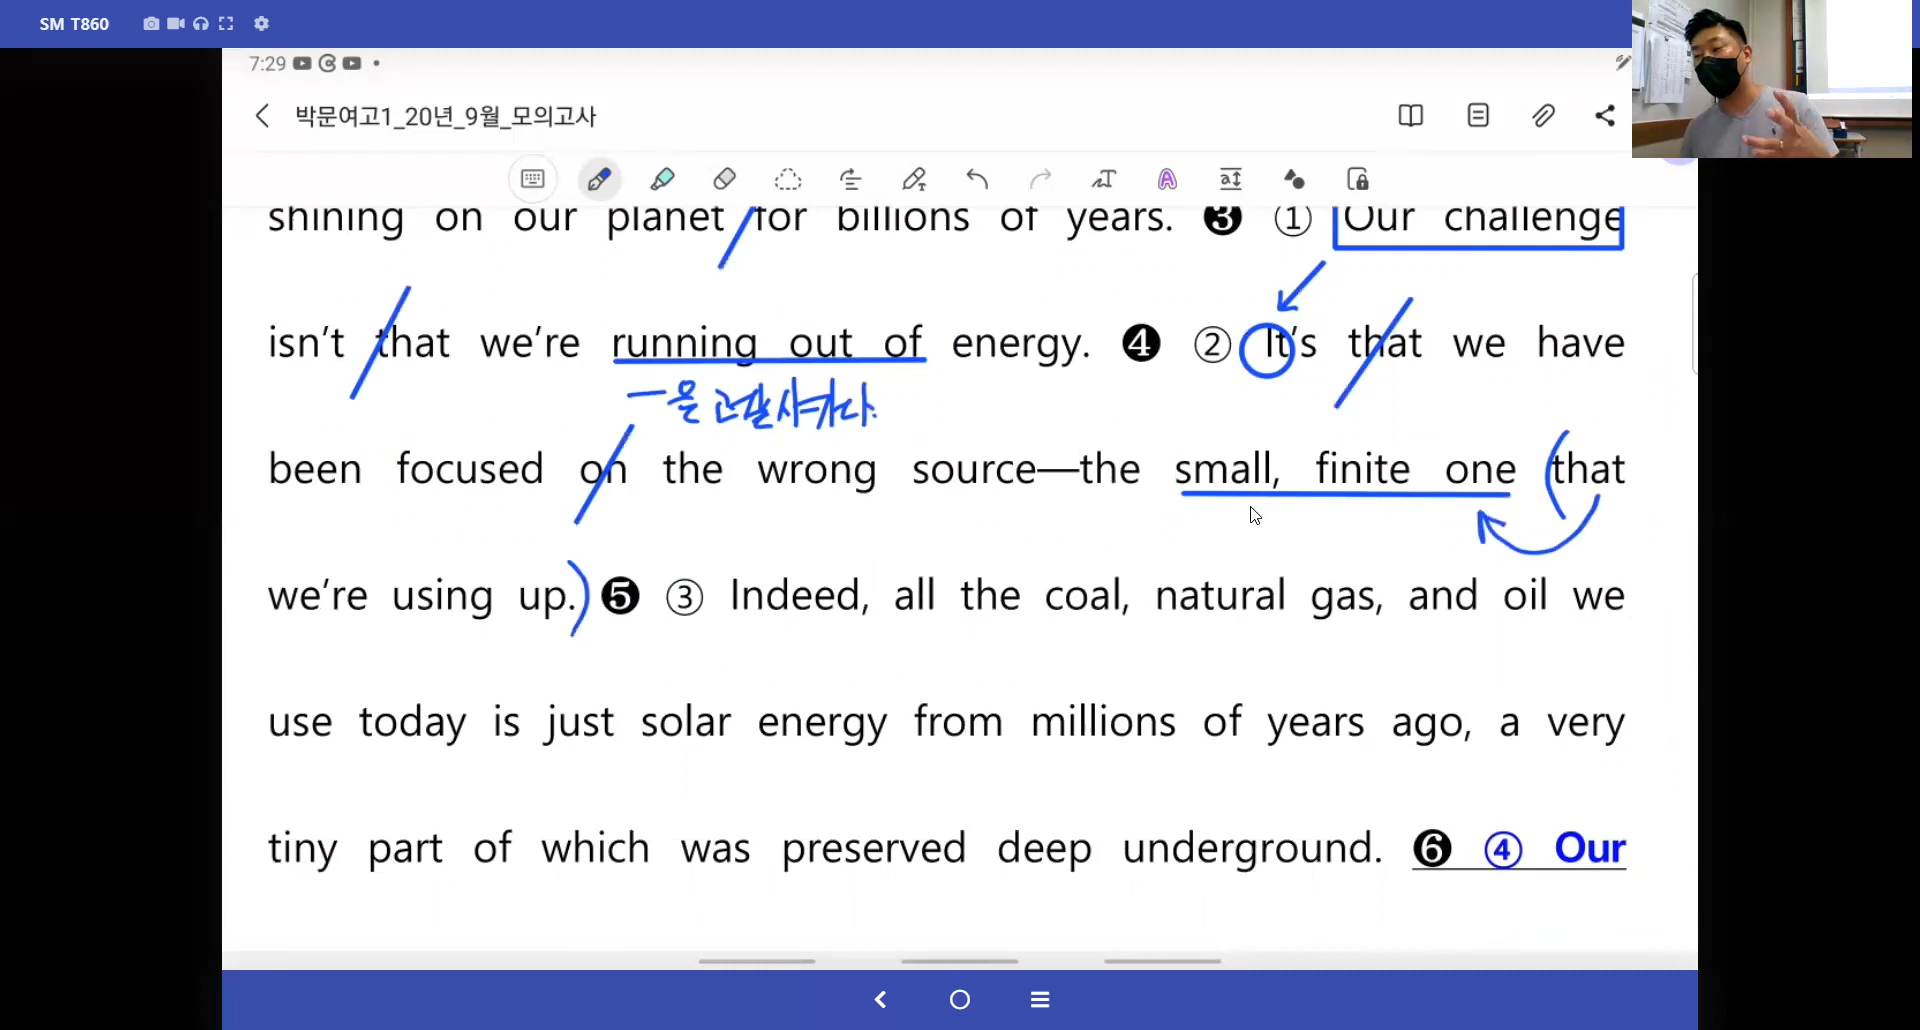 SM T860
7:29
박문여고1_20년_9월_모의고사
shining on our planet for billions of years. ❸ ① Our challenge
isn't that we're running out of energy. ❹ ② It's that we have
ㅡ을 고갈시키다.
been focused on the wrong source—the small, finite one that
we're using up.) ❺ ③ Indeed, all the coal, natural gas, and oil we
use today is just solar energy from millions of years ago, a very
tiny part of which was preserved deep underground. ❻ ④ Our